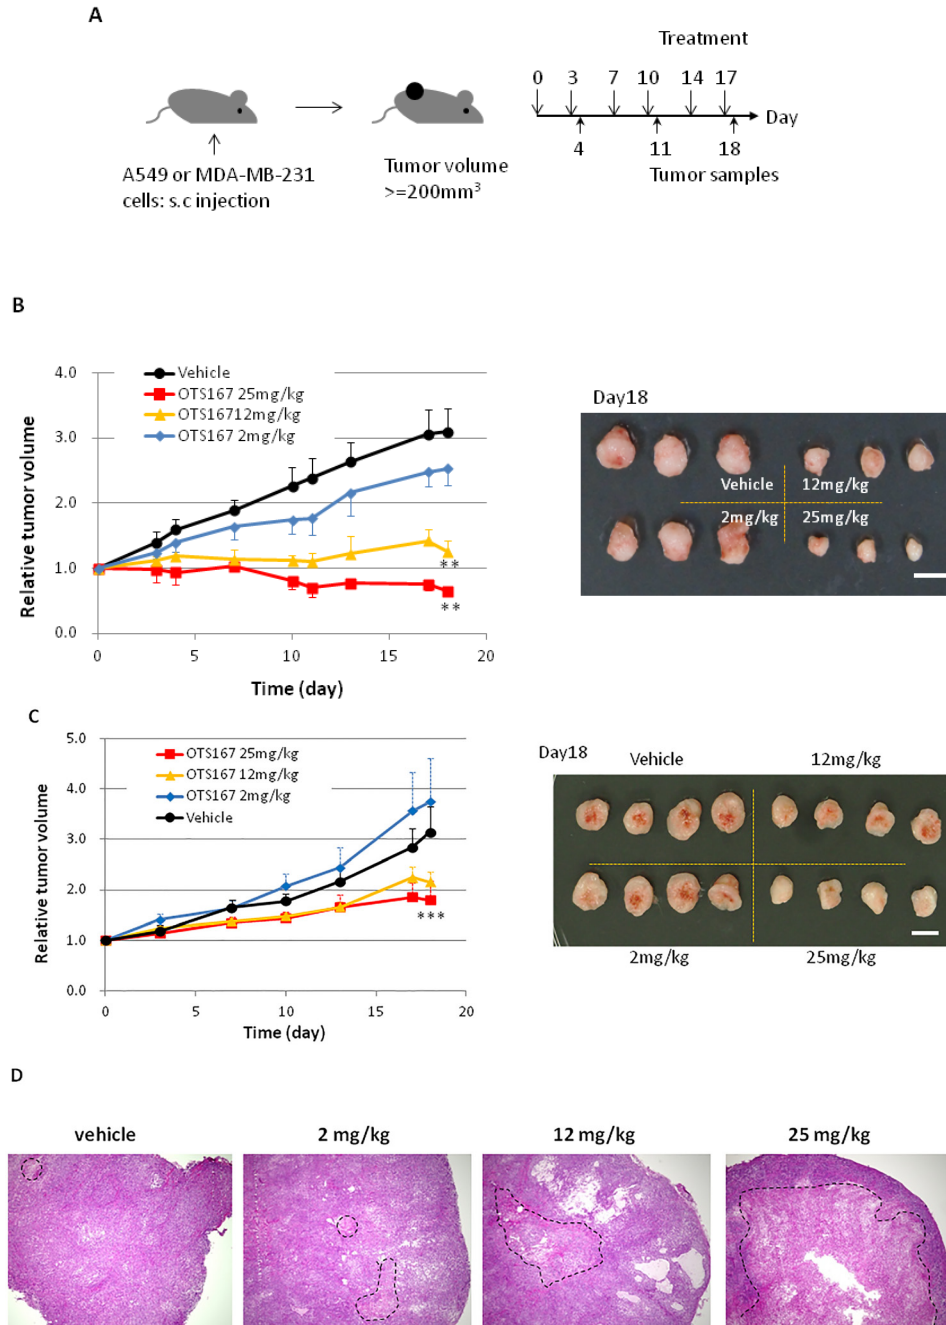 A
Treatment
0 3 7 10 14 17
Day
4 11 18
Tumor samples
A549 or MDA-MB-231
cells: s.c injection
Tumor volume
>=200mm³
B
4.0
3.0
2.0
1.0
0.0
Relative tumor volume
Vehicle
OTS167 25mg/kg
OTS16712mg/kg
OTS167 2mg/kg
**
**
0 5 10 15 20
Time (day)
Day18
Vehicle 12mg/kg
2mg/kg 25mg/kg
C
5.0
4.0
3.0
2.0
1.0
0.0
Relative tumor volume
OTS167 25mg/kg
OTS167 12mg/kg
OTS167 2mg/kg
Vehicle
***
0 5 10 15 20
Time (day)
Day18
Vehicle 12mg/kg
2mg/kg 25mg/kg
D
vehicle 2 mg/kg 12 mg/kg 25 mg/kg